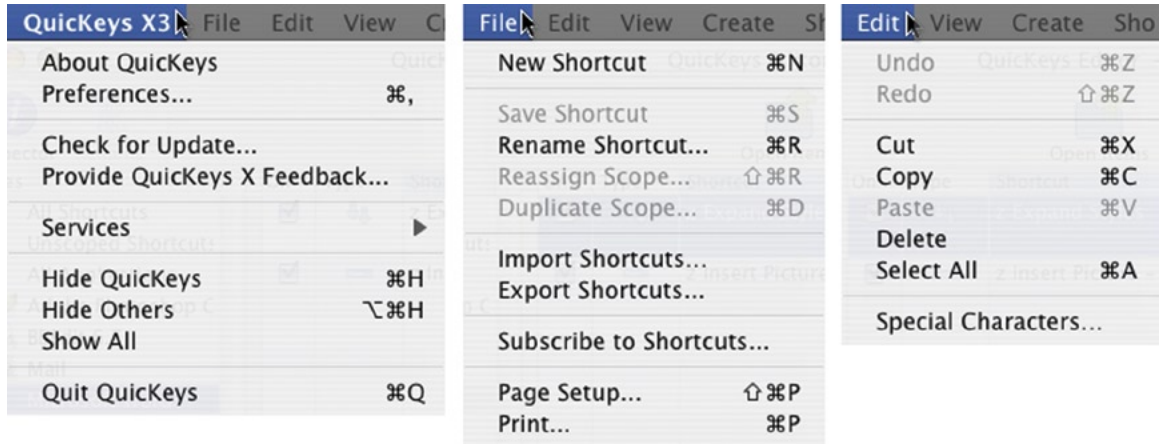 QuicKeys X3 File Edit View
About QuicKeys
Preferences... ⌘,
Check for Update...
Provide QuicKeys X Feedback...
Services
Hide QuicKeys ⌘H
Hide Others ⌥⌘H
Show All
Quit QuicKeys ⌘Q
File Edit View Create
New Shortcut ⌘N
Save Shortcut ⌘S
Rename Shortcut... ⌘R
Reassign Scope... ⇧⌘R
Duplicate Scope... ⌘D
Import Shortcuts...
Export Shortcuts...
Subscribe to Shortcuts...
Page Setup... ⇧⌘P
Print... ⌘P
Edit View Create Sho
Undo ⌘Z
Redo ⇧⌘Z
Cut ⌘X
Copy ⌘C
Paste ⌘V
Delete
Select All ⌘A
Special Characters...